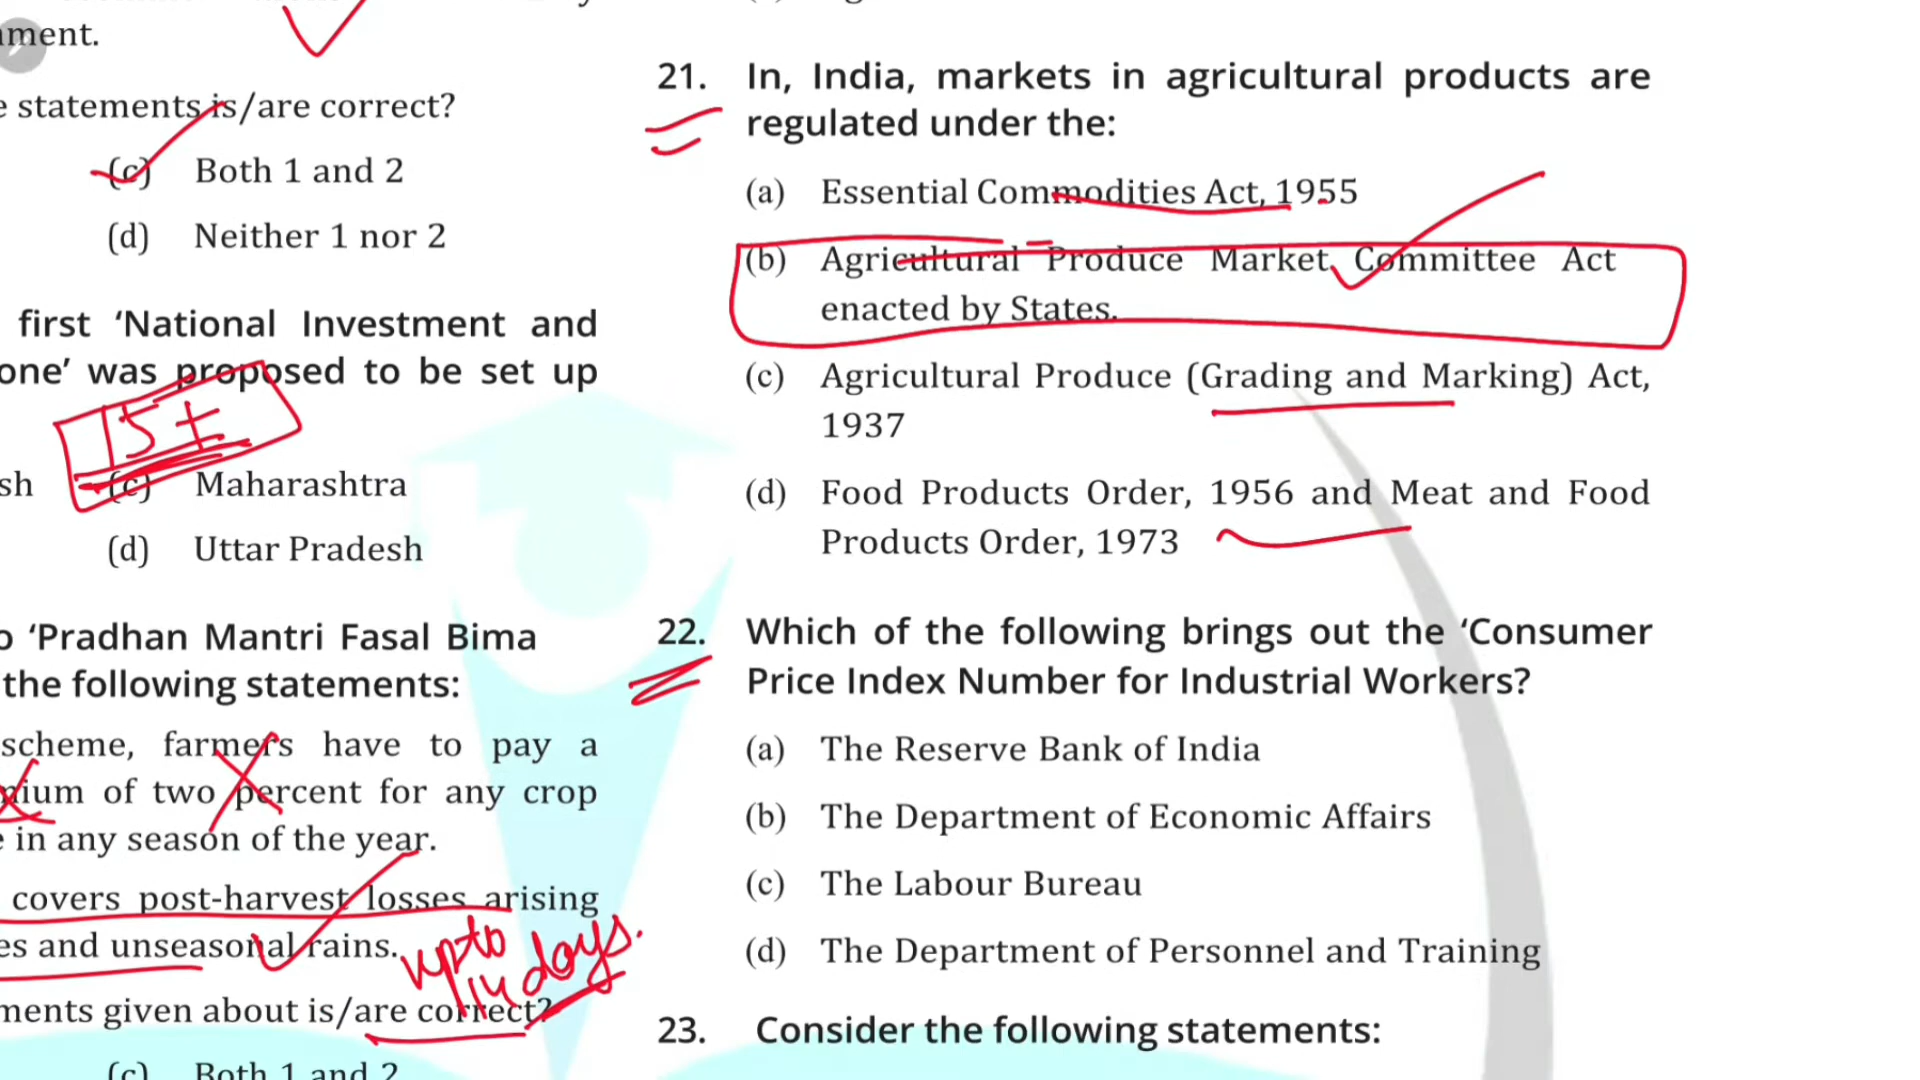 ment.
e statements is/are correct?
(c) Both 1 and 2
(d) Neither 1 nor 2
first ‘National Investment and
one’ was proposed to be set up
15 ±
sh (c) Maharashtra
(d) Uttar Pradesh
o ‘Pradhan Mantri Fasal Bima
the following statements:
scheme, farmers have to pay a
nium of two percent for any crop
e in any season of the year.
covers post-harvest losses arising
es and unseasonal rains.
upto
14 days.
ments given about is/are correct?
(c) Both 1 and 2
21. In, India, markets in agricultural products are
regulated under the:
(a) Essential Commodities Act, 1955
(b) Agricultural Produce Market Committee Act
enacted by States.
(c) Agricultural Produce (Grading and Marking) Act,
1937
(d) Food Products Order, 1956 and Meat and Food
Products Order, 1973
22. Which of the following brings out the ‘Consumer
Price Index Number for Industrial Workers?
(a) The Reserve Bank of India
(b) The Department of Economic Affairs
(c) The Labour Bureau
(d) The Department of Personnel and Training
23. Consider the following statements: